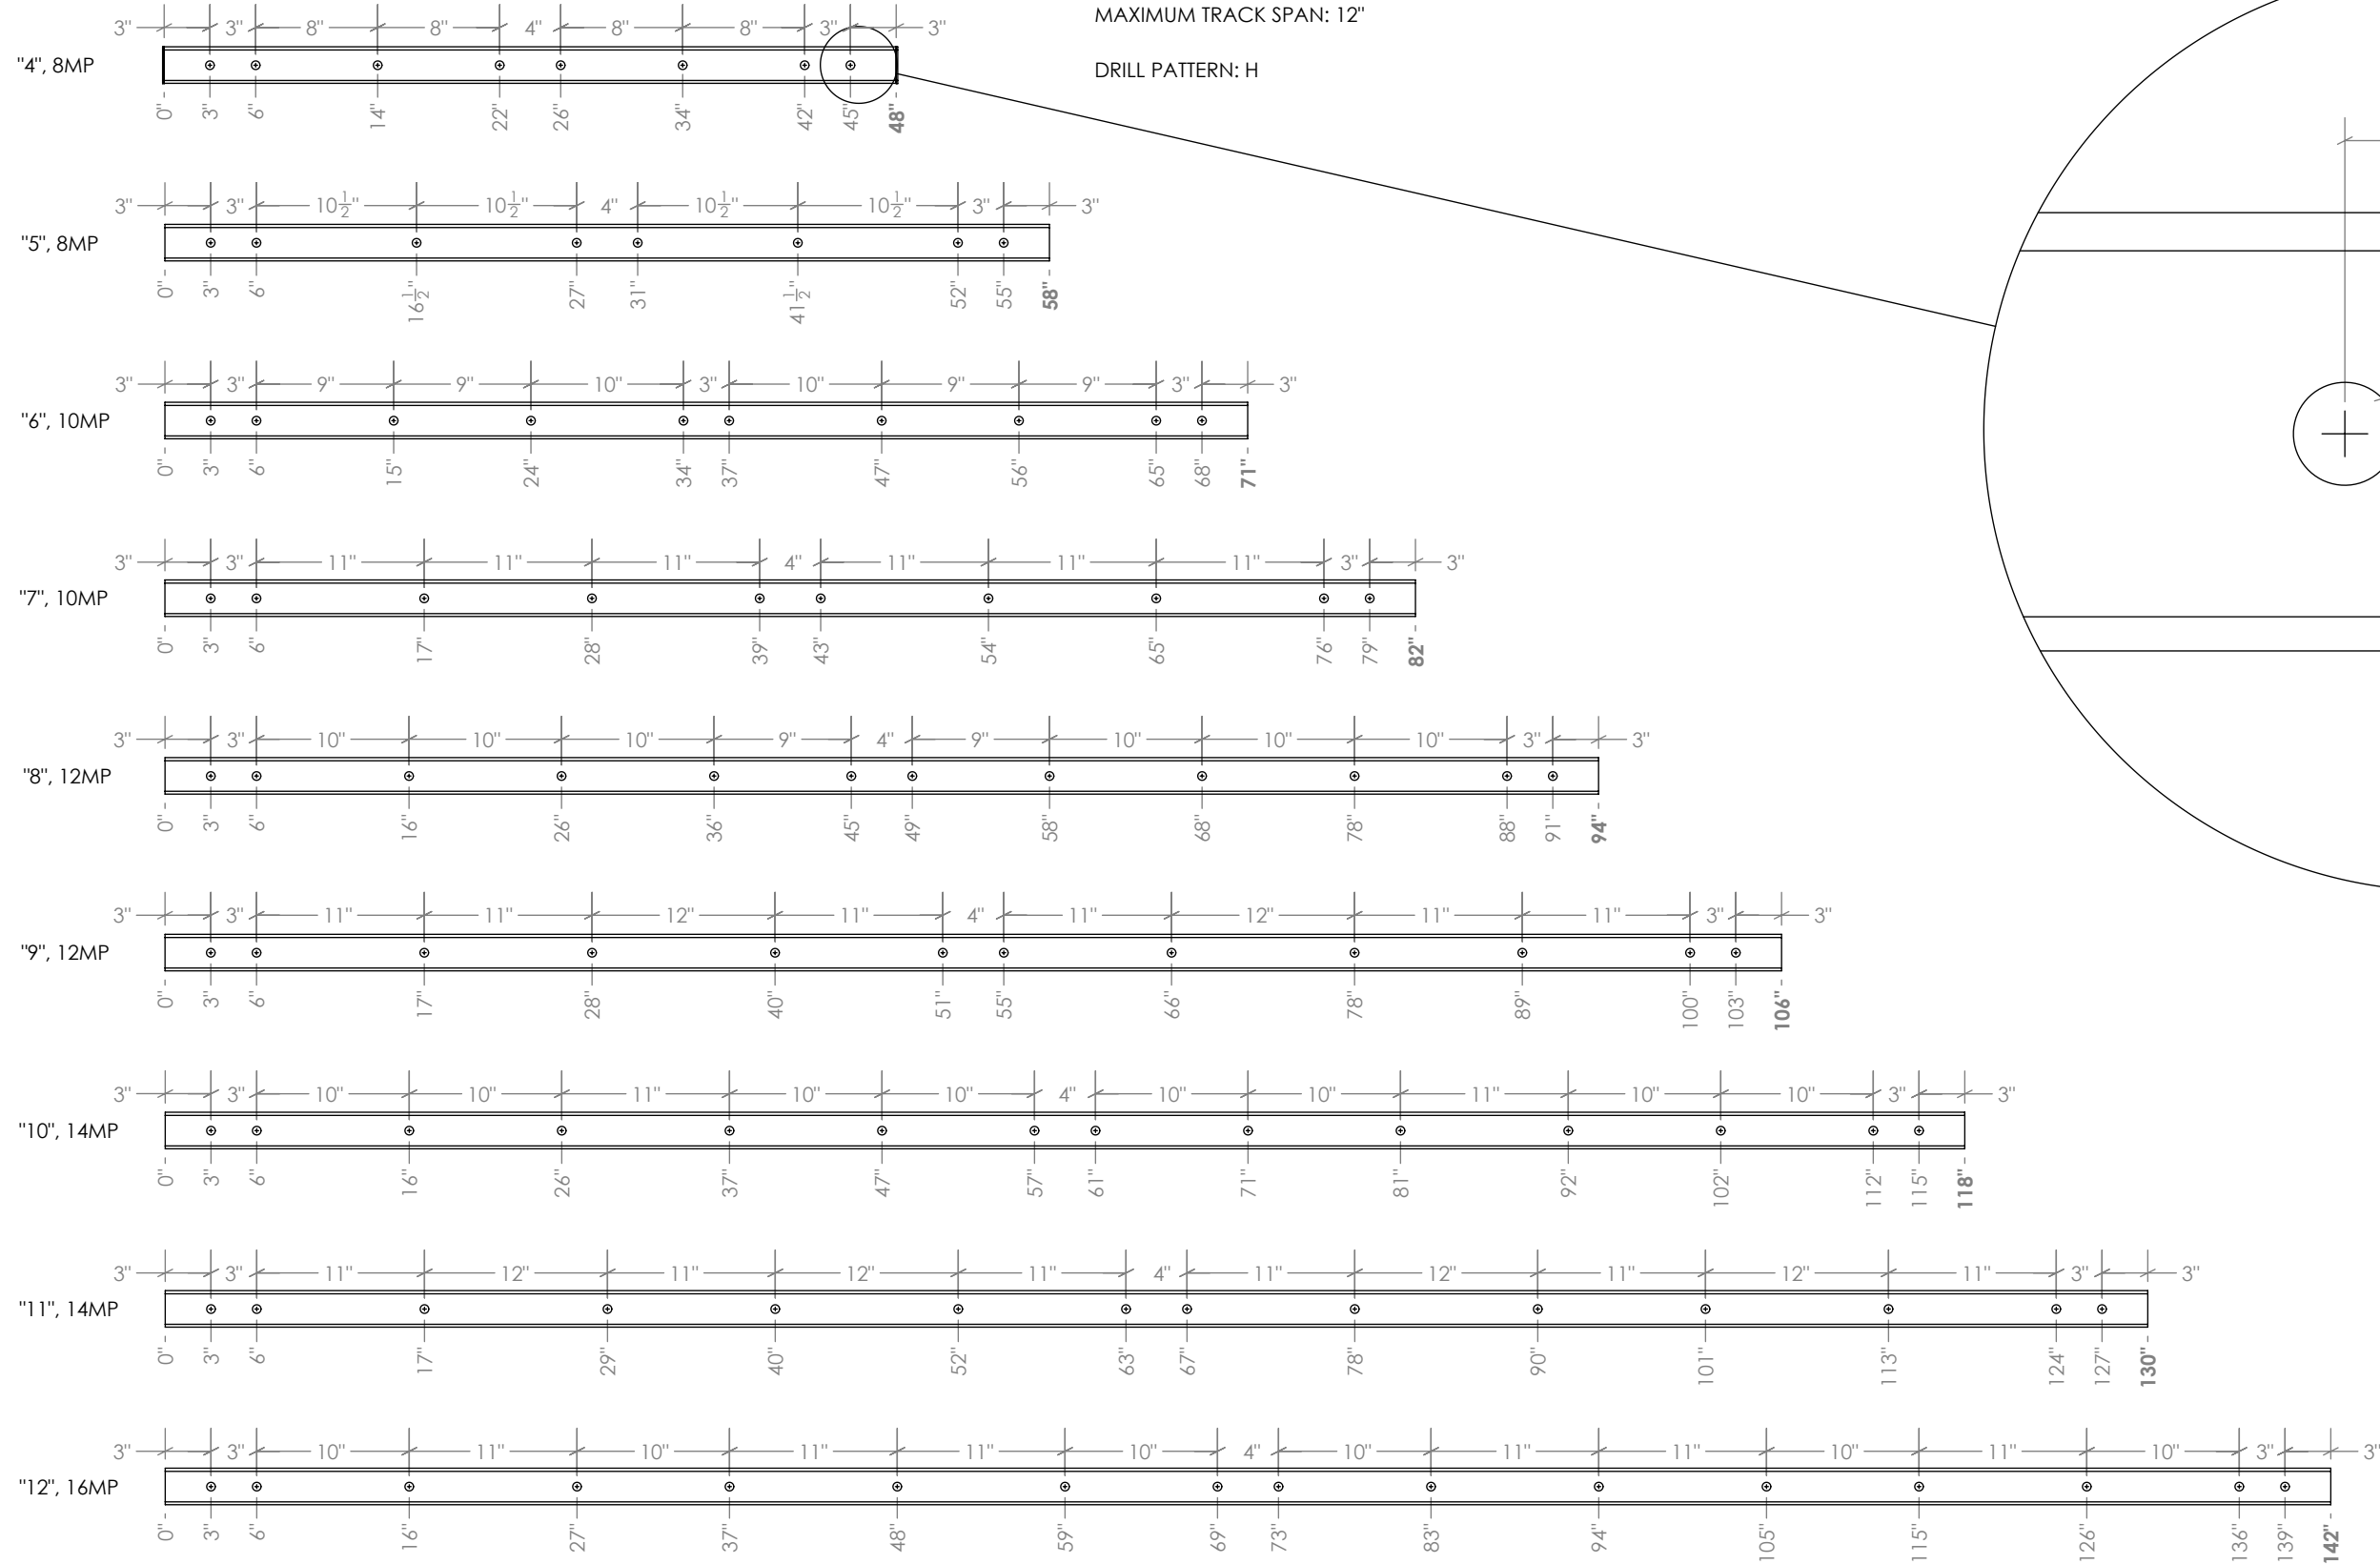 3" 3" 8" 8" 4" 8" 8" 3" 3"
MAXIMUM TRACK SPAN: 12"
"4", 8MP
DRILL PATTERN: H
0" 3" 6" 14" 22" 26" 34" 42" 45" 48"
3" 3" 10 1/2" 10 1/2" 4" 10 1/2" 10 1/2" 3" 3"
"5", 8MP
0" 3" 6" 16 1/2" 27" 31" 41 1/2" 52" 55" 58"
3" 3" 9" 9" 10" 3" 10" 9" 9" 3" 3"
"6", 10MP
0" 3" 6" 15" 24" 34" 37" 47" 56" 65" 68" 71"
3" 3" 11" 11" 11" 4" 11" 11" 11" 3" 3"
"7", 10MP
0" 3" 6" 17" 28" 39" 43" 54" 65" 76" 79" 82"
3" 3" 10" 10" 10" 9" 4" 9" 10" 10" 10" 3" 3"
"8", 12MP
0" 3" 6" 16" 26" 36" 45" 49" 58" 68" 78" 88" 91" 94"
3" 3" 11" 11" 12" 11" 4" 11" 12" 11" 11" 3" 3"
"9", 12MP
0" 3" 6" 17" 28" 40" 51" 55" 66" 78" 89" 100" 103" 106"
3" 3" 10" 10" 11" 10" 10" 4" 10" 10" 11" 10" 10" 3" 3"
"10", 14MP
0" 3" 6" 16" 26" 37" 47" 57" 61" 71" 81" 92" 102" 112" 115" 118"
3" 3" 11" 12" 11" 12" 11" 4" 11" 12" 11" 12" 11" 3" 3"
"11", 14MP
0" 3" 6" 17" 29" 40" 52" 63" 67" 78" 90" 101" 113" 124" 127" 130"
3" 3" 10" 11" 10" 11" 11" 10" 4" 10" 11" 11" 10" 11" 10" 3" 3"
"12", 16MP
0" 3" 6" 16" 27" 37" 48" 59" 69" 73" 83" 94" 105" 115" 126" 136" 139" 142"